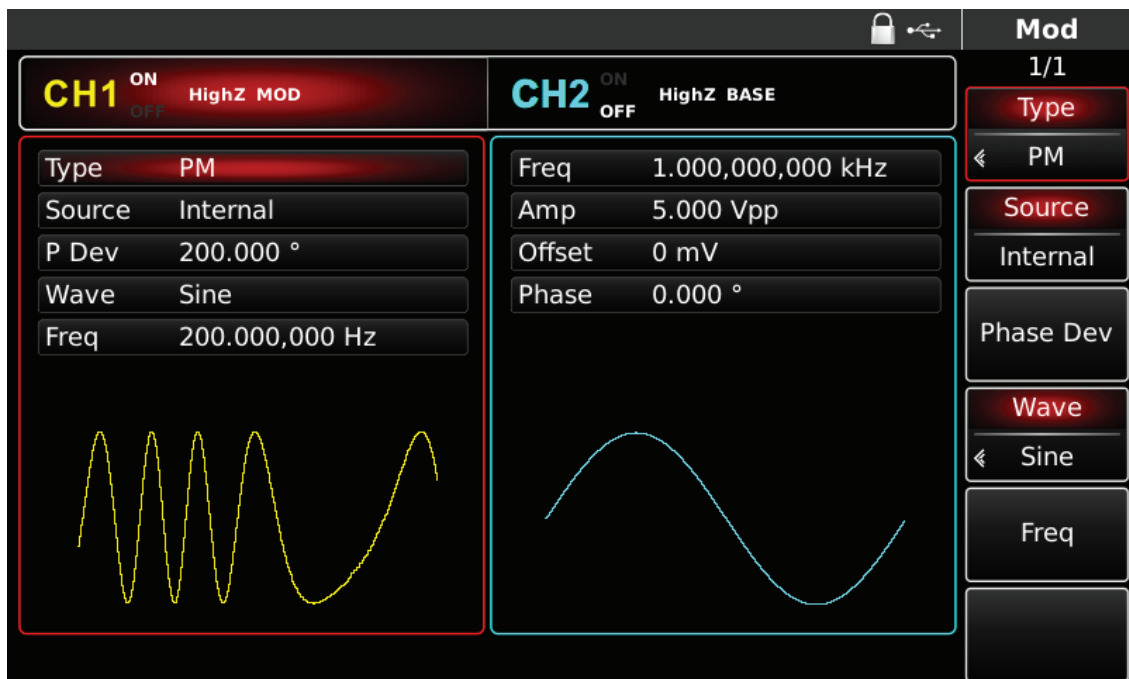 Mod
1/1
CH1 ON OFF HighZ MOD
CH2 ON OFF HighZ BASE
Type PM
Source Internal
P Dev 200.000 °
Wave Sine
Freq 200.000,000 Hz
Freq 1.000,000,000 kHz
Amp 5.000 Vpp
Offset 0 mV
Phase 0.000 °
Type
PM
Source
Internal
Phase Dev
Wave
Sine
Freq